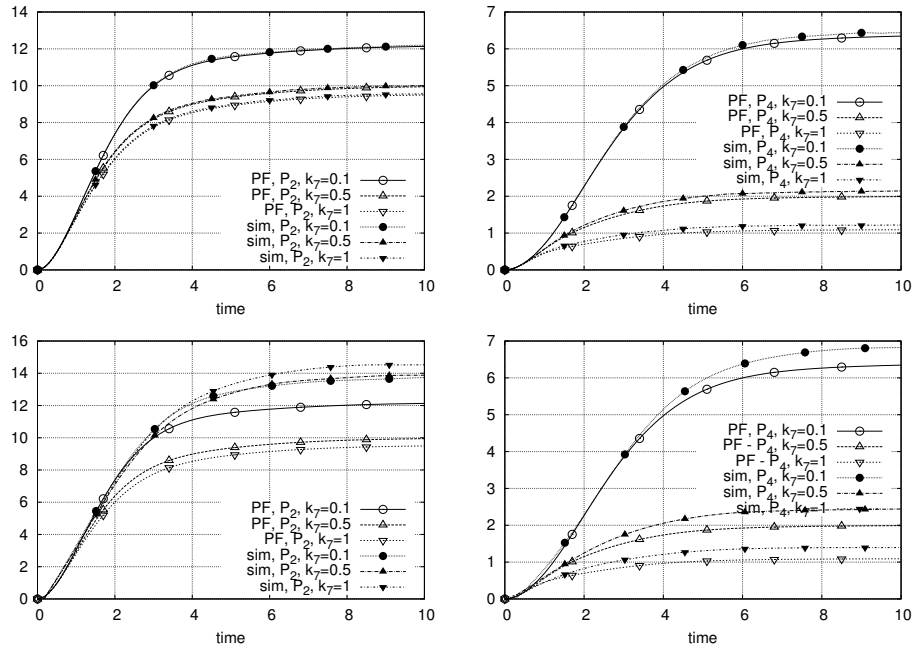 14
12
10
8
6
4
2
0
PF, P2, k7=0.1
PF, P2, k7=0.5
PF, P2, k7=1
sim, P2, k7=0.1
sim, P2, k7=0.5
sim, P2, k7=1
0 2 4 6 8 10
time
7
6
5
4
3
2
1
0
PF, P4, k7=0.1
PF, P4, k7=0.5
PF, P4, k7=1
sim, P4, k7=0.1
sim, P4, k7=0.5
sim, P4, k7=1
0 2 4 6 8 10
time
16
14
12
10
8
6
4
2
0
PF, P2, k7=0.1
PF, P2, k7=0.5
PF, P2, k7=1
sim, P2, k7=0.1
sim, P2, k7=0.5
sim, P2, k7=1
0 2 4 6 8 10
time
7
6
5
4
3
2
1
0
PF, P4, k7=0.1
PF - P4, k7=0.5
PF - P4, k7=1
sim, P4, k7=0.1
sim, P4, k7=0.5
sim, P4, k7=1
0 2 4 6 8 10
time